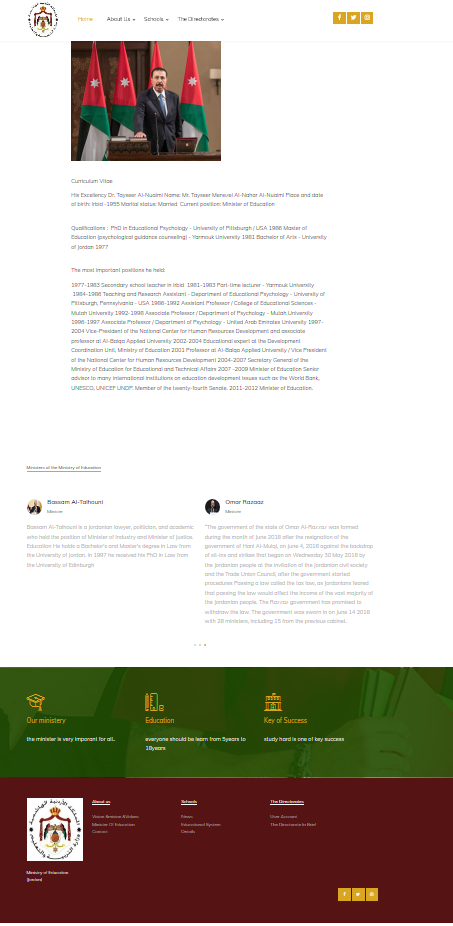 Home About Us Schools The Directorates
Curriculum Vitae
His Excellency Dr. Tayseer Al-Nuaimi Name: Mr. Tayseer Menevel Al-Nahar Al-Nuaimi Place and date
of birth: Irbid -1955 Marital status: Married. Current position: Minister of Education
Qualifications : PhD in Educational Psychology - University of Pittsburgh / USA 1986 Master of
Education (psychological guidance counseling) - Yarmouk University 1981 Bachelor of Arts - University
of Jordan 1977
The most important positions he held:
1977-1983 Secondary school teacher in Irbid 1981-1983 Part-time lecturer - Yarmouk University
1984-1986 Teaching and Research Assistant - Department of Educational Psychology - University of
Pittsburgh, Pennsylvania - USA 1986-1992 Assistant Professor / College of Educational Sciences -
Mutah University 1992-1996 Associate Professor / Department of Psychology - Mutah University
1996-1997 Associate Professor / Department of Psychology - United Arab Emirates University 1997-
2004 Vice-President of the National Center for Human Resources Development and associate
professor at Al-Balqa Applied University 2002-2004 Educational expert at the Development
Coordination Unit, Ministry of Education 2001 Professor at Al-Balqa Applied University / Vice President
of the National Center for Human Resources Development 2004-2007 Secretary General of the
Ministry of Education for Educational and Technical Affairs 2007 -2009 Minister of Education Senior
advisor to many international institutions on education development issues such as the World Bank,
UNESCO, UNICEF UNDP. Member of the twenty-fourth Senate. 2011-2012 Minister of Education.
Ministers of the Ministry of Education
Bassam Al-Talhouni
Minister
Bassam Al-Talhouni is a Jordanian lawyer, politician, and academic
who held the position of Minister of Industry and Minister of Justice.
Education He holds a Bachelor's and Master's degree in Law from
the University of Jordan. In 1997 he received his PhD in Law from
the University of Edinburgh
Omar Razaaz
Minister
"The government of the state of Omar Al-Razzaz was formed
during the month of June 2018 after the resignation of the
government of Hani Al-Mulqi, on June 4, 2018 against the backdrop
of sit-ins and strikes that began on Wednesday 30 May 2018 by
the Jordanian people at the invitation of the Jordanian civil society
and the Trade Union Council, after the government started
procedures Passing a law called the tax law, as Jordanians feared
that passing the law would affect the income of the vast majority of
the Jordanian people. The Razzaz government has promised to
withdraw the law. The government was sworn in on June 14 2018
with 28 ministers, including 15 from the previous cabinet.
Our ministery
the minister is very imporant for all..
Education
everyone should be learn from 5years to
18years
Key of Success
study hard is one of key success
Ministry of Education
(Jordan)
About us
Vision Mission &Values
Minister Of Education
Contact
Schools
Films
Educational System
Details
The Directorates
User Account
The Directorate In Brief